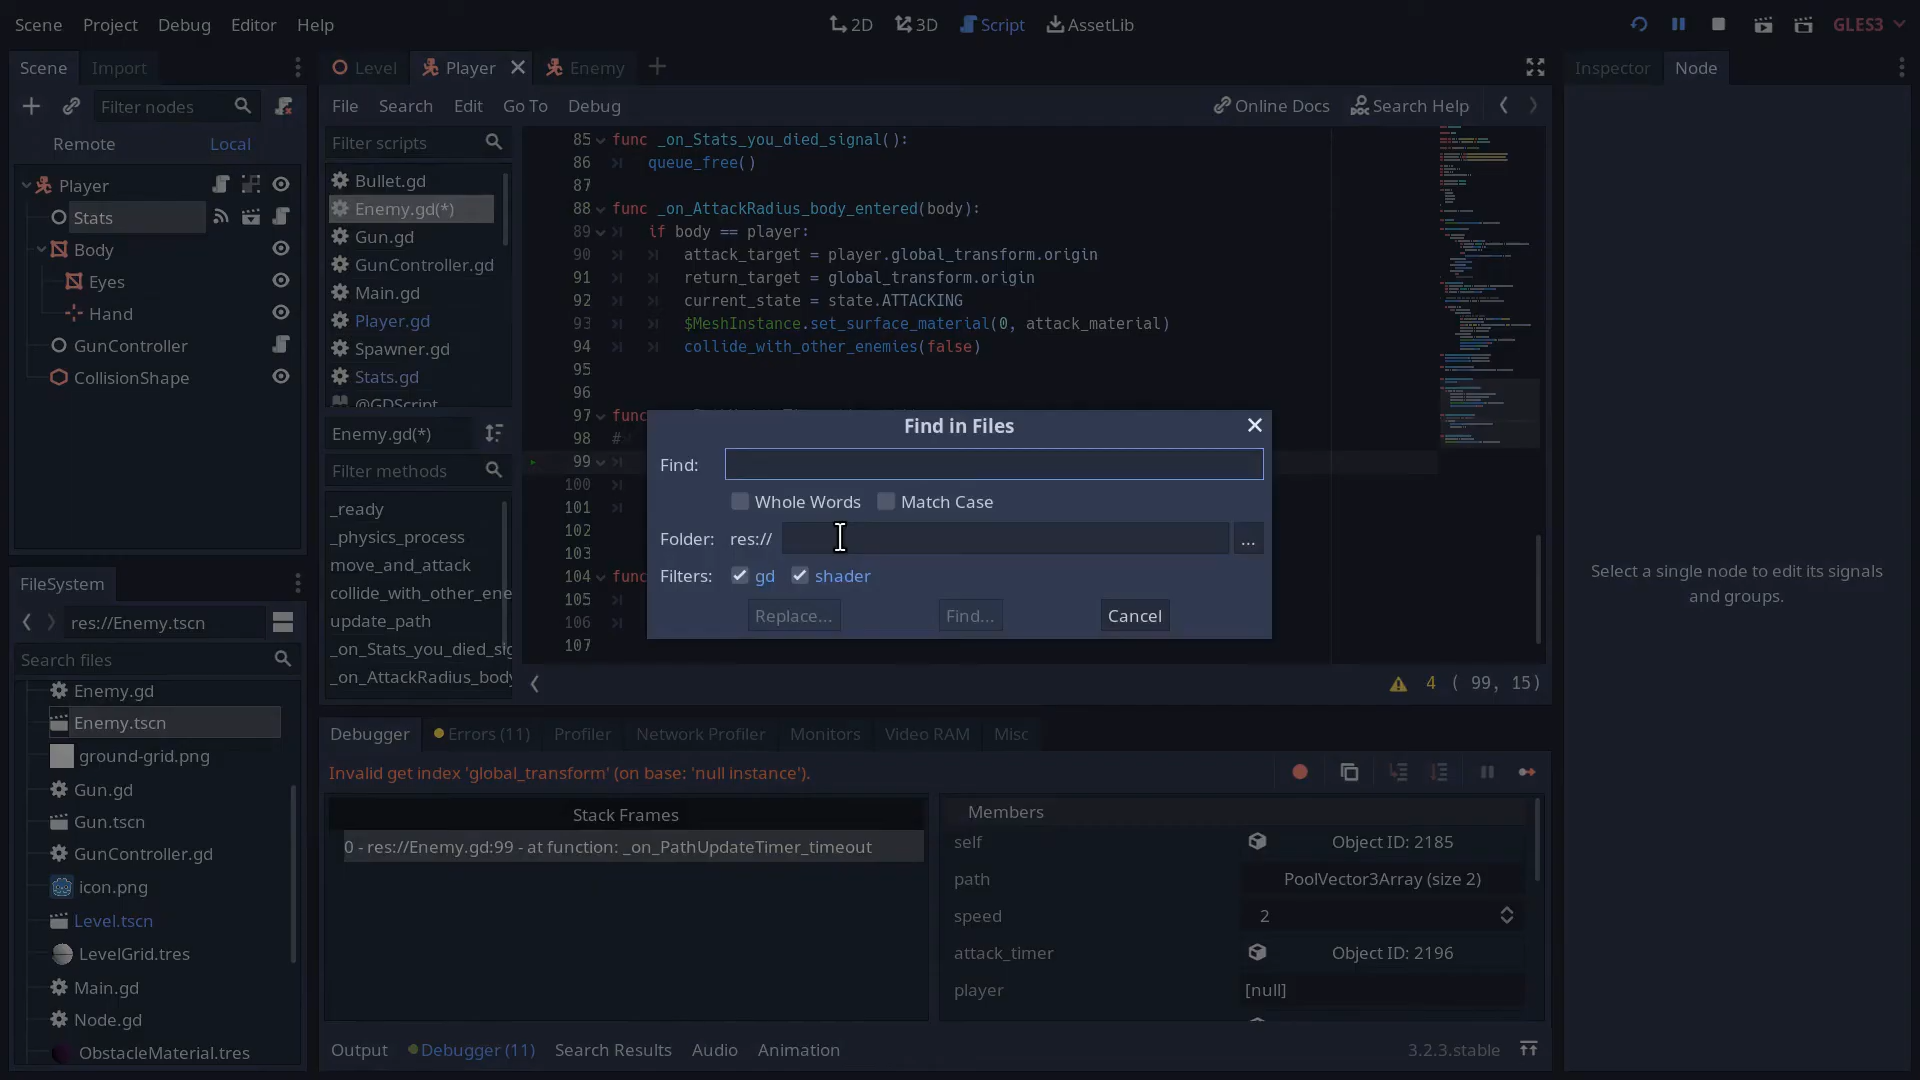 Scene Project Debug Editor Help
2D 3D Script AssetLib
GLES3
Scene Import
Filter nodes
Remote Local
Player
Stats
Body
Eyes
Hand
GunController
CollisionShape
FileSystem
res://Enemy.tscn
Search files
Enemy.gd
Enemy.tscn
ground-grid.png
Gun.gd
Gun.tscn
GunController.gd
icon.png
Level.tscn
LevelGrid.tres
Main.gd
Node.gd
ObstacleMaterial.tres
Level Player Enemy
File Search Edit Go To Debug
Online Docs Search Help
Filter scripts
Bullet.gd
Enemy.gd(*)
Gun.gd
GunController.gd
Main.gd
Player.gd
Spawner.gd
Stats.gd
@GDScript
Enemy.gd(*)
Filter methods
_ready
_physics_process
move_and_attack
collide_with_other_ene
update_path
_on_Stats_you_died_sig
_on_AttackRadius_body
85 func _on_Stats_you_died_signal():
86 queue_free()
87
88 func _on_AttackRadius_body_entered(body):
89 if body == player:
90 attack_target = player.global_transform.origin
91 return_target = global_transform.origin
92 current_state = state.ATTACKING
93 $MeshInstance.set_surface_material(0, attack_material)
94 collide_with_other_enemies(false)
95
96
97 func
98 #
99
100
101
102
103
104 func
105
106
107
4 ( 99, 15)
Find in Files
Find:
Whole Words Match Case
Folder: res:// ...
Filters: gd shader
Replace... Find... Cancel
Debugger Errors (11) Profiler Network Profiler Monitors Video RAM Misc
Invalid get index 'global_transform' (on base: 'null instance').
Stack Frames
0 - res://Enemy.gd:99 - at function: _on_PathUpdateTimer_timeout
Members
self Object ID: 2185
path PoolVector3Array (size 2)
speed 2
attack_timer Object ID: 2196
player [null]
Output Debugger (11) Search Results Audio Animation
3.2.3.stable
Inspector Node
Select a single node to edit its signals
and groups.